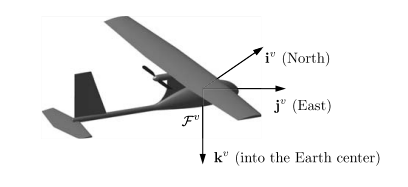 i^v (North)
j^v (East)
ℱ^v
k^v (into the Earth center)